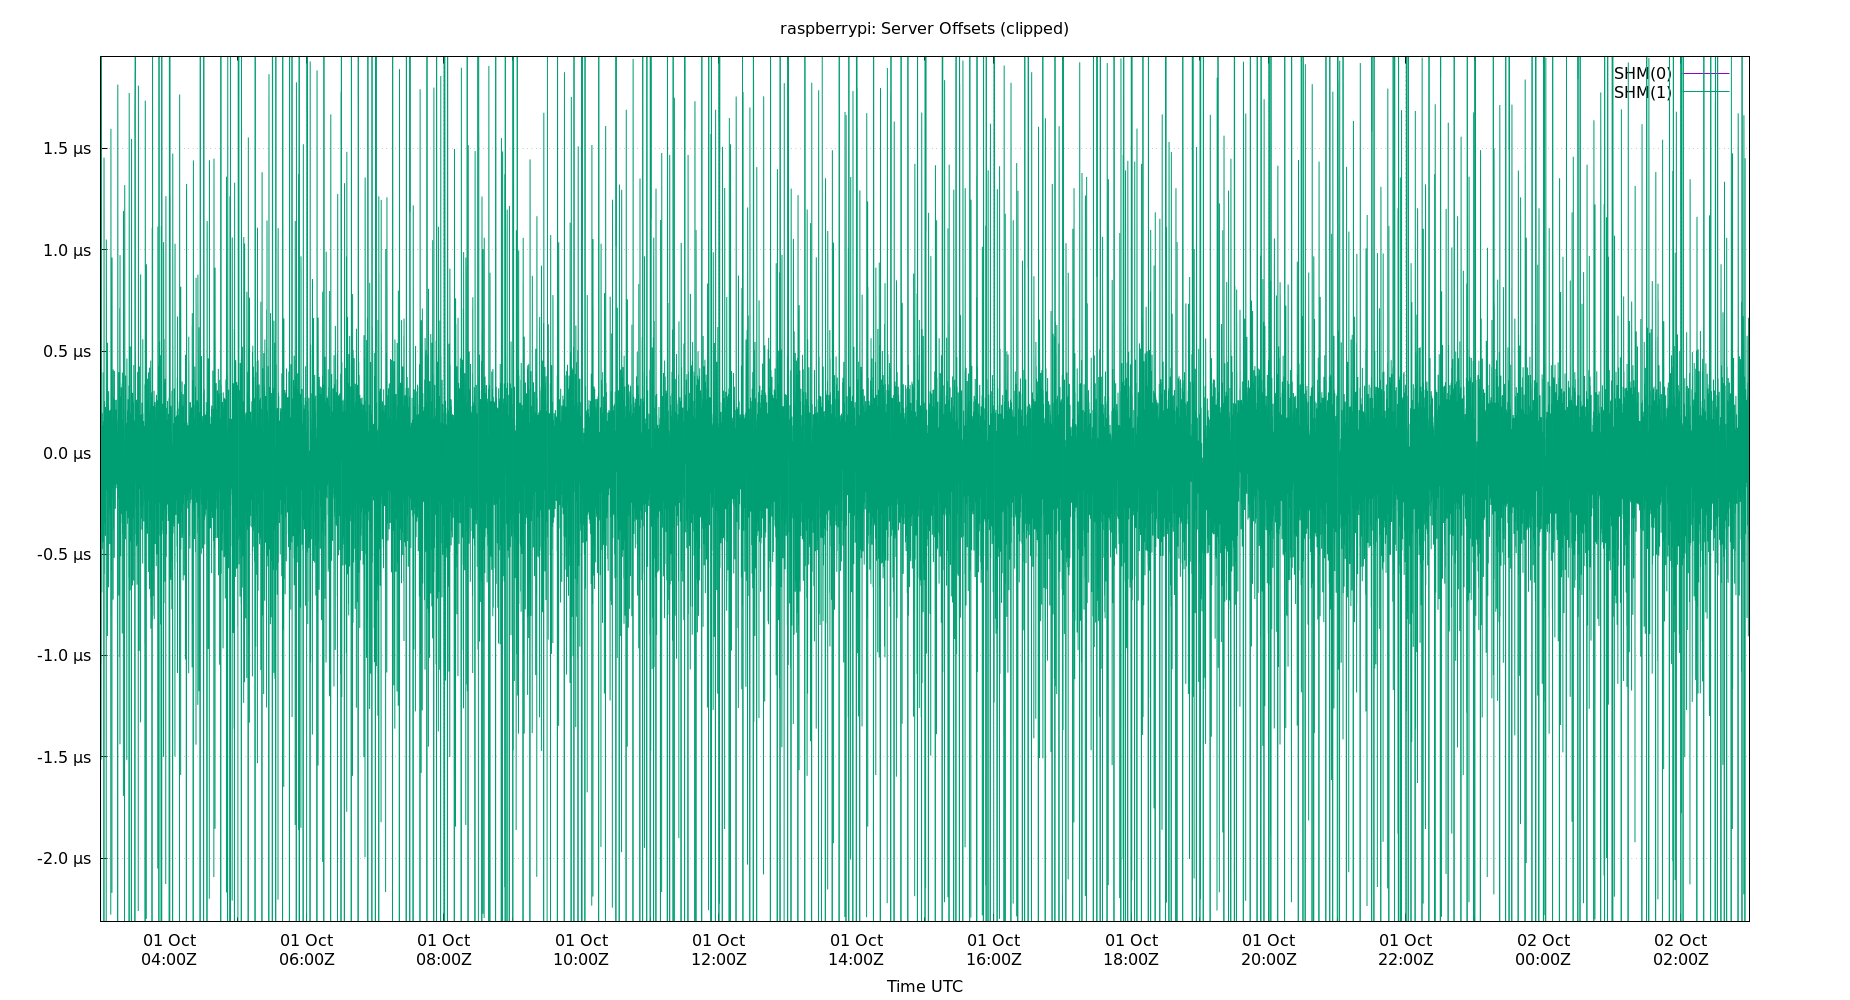 raspberrypi: Server Offsets (clipped)
SHM(0)
SHM(1)
1.5 µs
1.0 µs
0.5 µs
0.0 µs
-0.5 µs
-1.0 µs
-1.5 µs
-2.0 µs
01 Oct 01 Oct 01 Oct 01 Oct 01 Oct 01 Oct 01 Oct 01 Oct 01 Oct 01 Oct 02 Oct 02 Oct
04:00Z 06:00Z 08:00Z 10:00Z 12:00Z 14:00Z 16:00Z 18:00Z 20:00Z 22:00Z 00:00Z 02:00Z
Time UTC